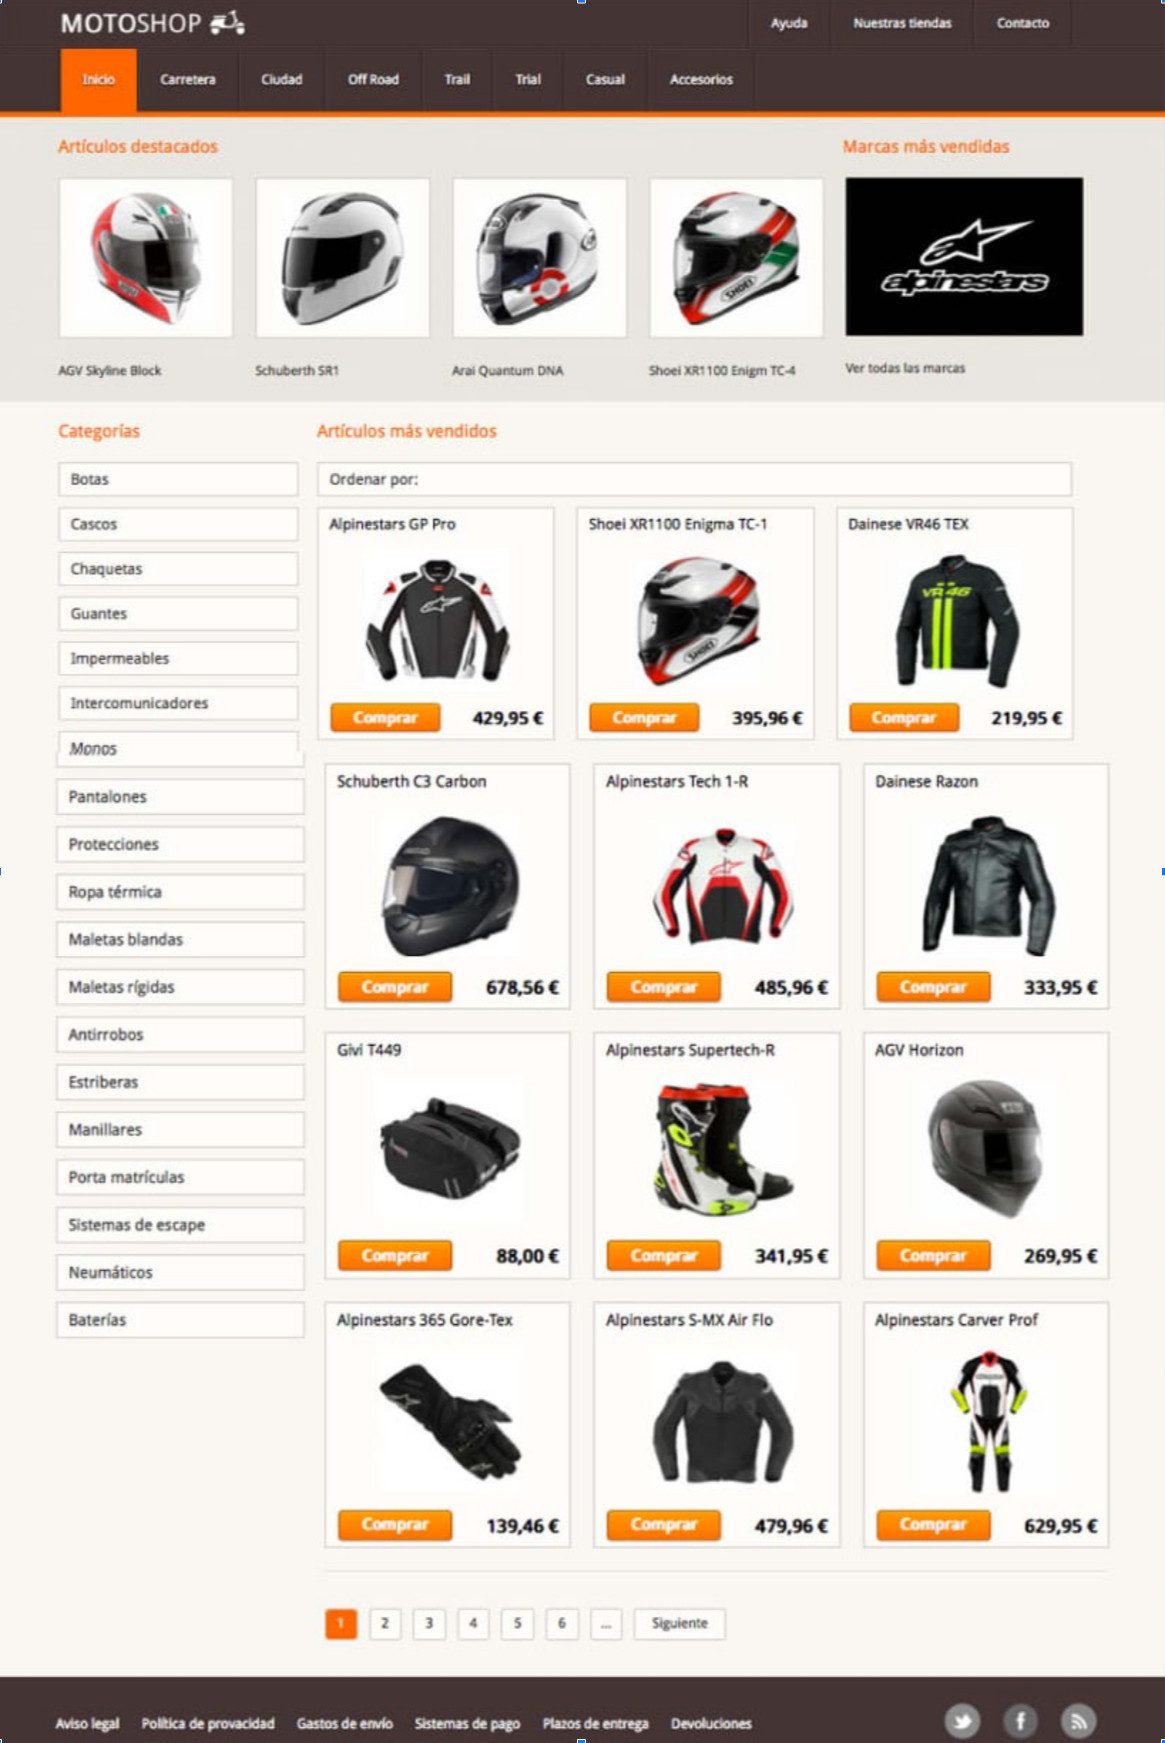 MOTOSHOP
Ayuda Nuestras tiendas Contacto
Inicio Carretera Ciudad Off Road Trail Trial Casual Accesorios
Artículos destacados
AGV Skyline Block
Schuberth SR1
Arai Quantum DNA
SHOEI
Shoei XR1100 Enigm TC-4
Marcas más vendidas
alpinestars
Ver todas las marcas
Categorías
Botas
Cascos
Chaquetas
Guantes
Impermeables
Intercomunicadores
Monos
Pantalones
Protecciones
Ropa térmica
Maletas blandas
Maletas rígidas
Antirrobos
Estriberas
Manillares
Porta matrículas
Sistemas de escape
Neumáticos
Baterías
Artículos más vendidos
Ordenar por:
Alpinestars GP Pro
Comprar 429,95 €
Shoei XR1100 Enigma TC-1
SHOEI
Comprar 395,96 €
Dainese VR46 TEX
VR46
Comprar 219,95 €
Schuberth C3 Carbon
Comprar 678,56 €
Alpinestars Tech 1-R
Comprar 485,96 €
Dainese Razon
Comprar 333,95 €
Givi T449
Comprar 88,00 €
Alpinestars Supertech-R
Comprar 341,95 €
AGV Horizon
AGV
Comprar 269,95 €
Alpinestars 365 Gore-Tex
Comprar 139,46 €
Alpinestars S-MX Air Flo
Comprar 479,96 €
Alpinestars Carver Prof
Comprar 629,95 €
1 2 3 4 5 6 ... Siguiente
Aviso legal Política de provacidad Gastos de envío Sistemas de pago Plazos de entrega Devoluciones